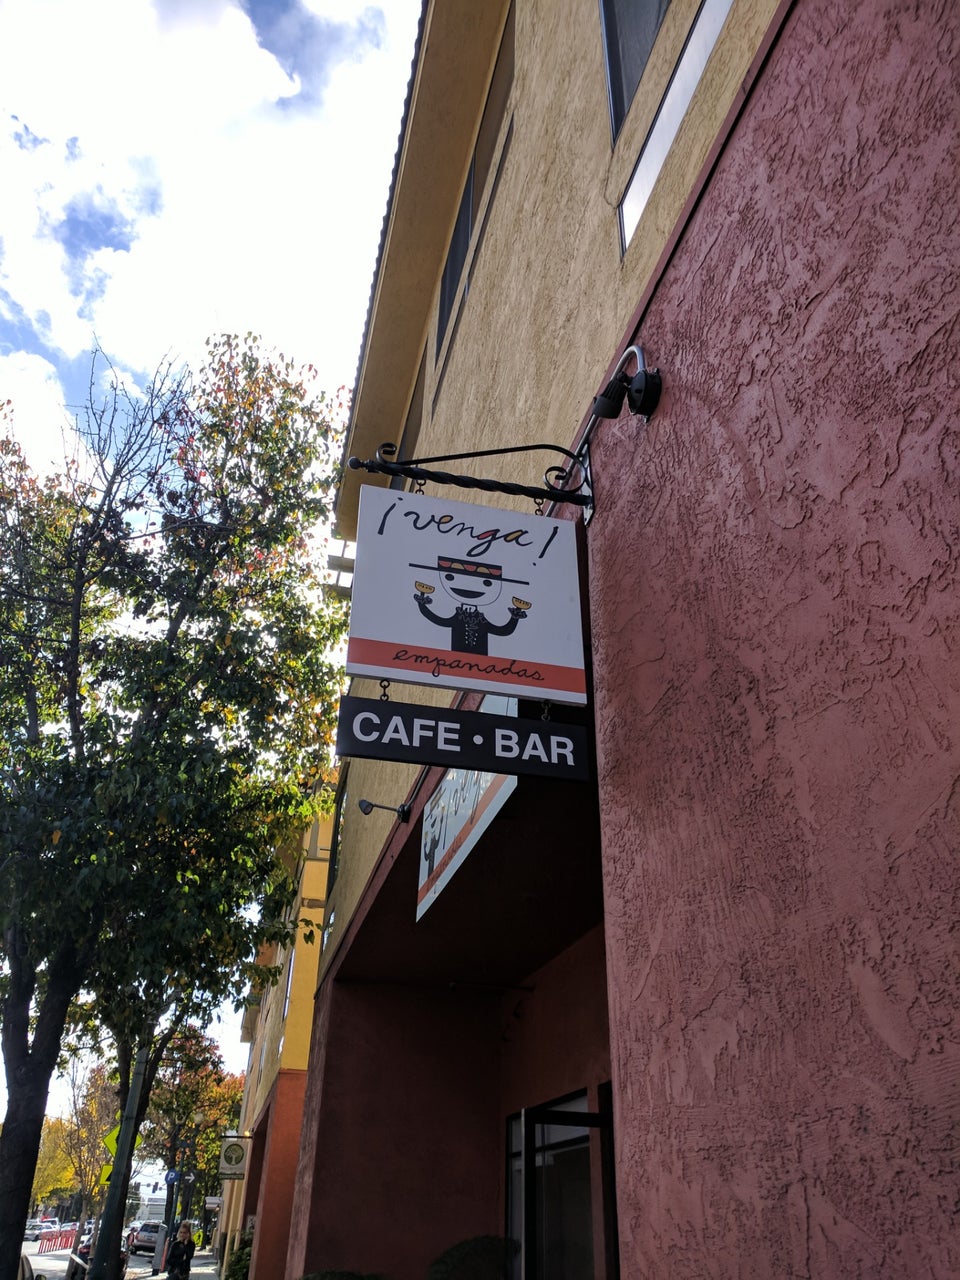 ¡venga!
empanadas
CAFE • BAR